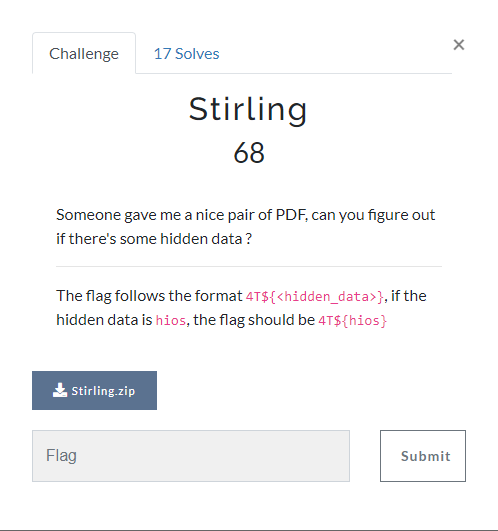 Challenge
17 Solves
×
Stirling
68
Someone gave me a nice pair of PDF, can you figure out
if there's some hidden data ?
The flag follows the format 4T${<hidden_data>}, if the
hidden data is hios, the flag should be 4T${hios}
Stirling.zip
Flag
Submit